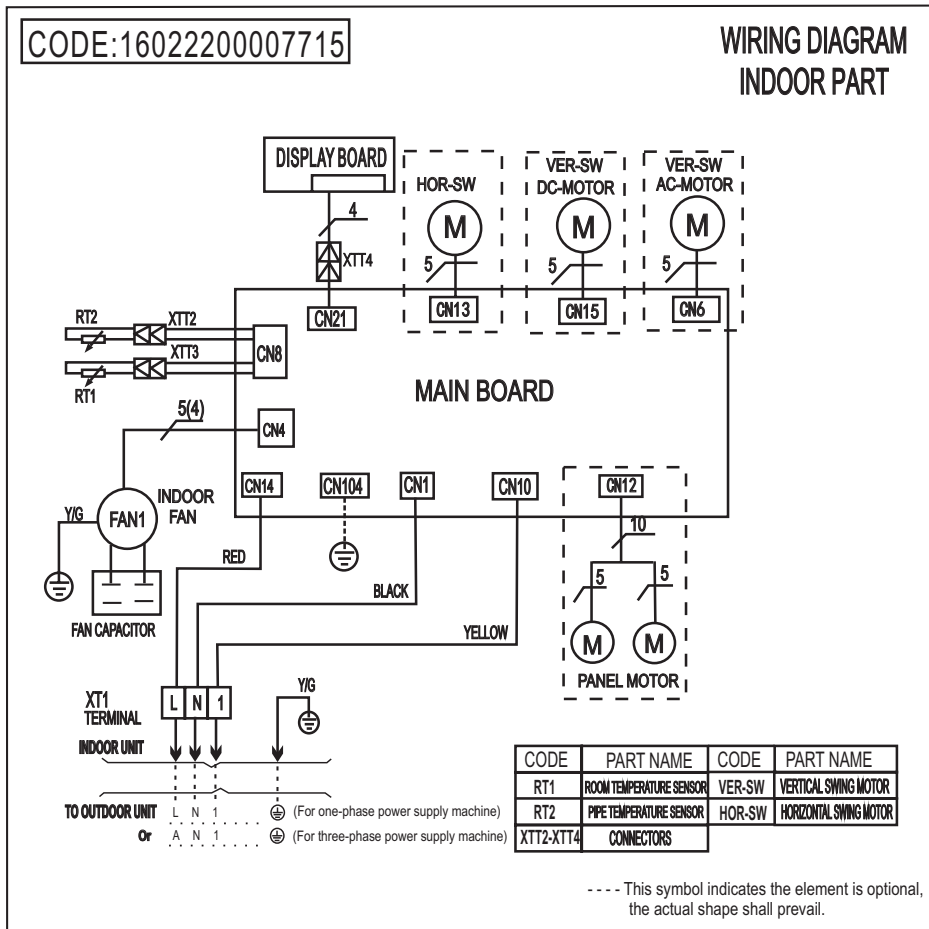 CODE:16022200007715
WIRING DIAGRAM
INDOOR PART
DISPLAY BOARD
HOR-SW
M
VER-SW
DC-MOTOR
M
VER-SW
AC-MOTOR
M
4
XTT4
5
5
5
CN21
CN13
CN15
CN6
RT2
XTT2
XTT3
RT1
CN8
MAIN BOARD
5(4)
CN4
CN14
CN104
CN1
CN10
CN12
INDOOR
FAN
Y/G
FAN1
FAN CAPACITOR
RED
BLACK
YELLOW
10
5
5
M
M
PANEL MOTOR
XT1
TERMINAL
L N 1
Y/G
INDOOR UNIT
TO OUTDOOR UNIT L N 1 (For one-phase power supply machine)
Or A N 1 (For three-phase power supply machine)
CODE PART NAME CODE PART NAME
RT1 ROOM TEMPERATURE SENSOR VER-SW VERTICAL SWING MOTOR
RT2 PIPE TEMPERATURE SENSOR HOR-SW HORIZONTAL SWING MOTOR
XTT2-XTT4 CONNECTORS
- - - - This symbol indicates the element is optional,
the actual shape shall prevail.